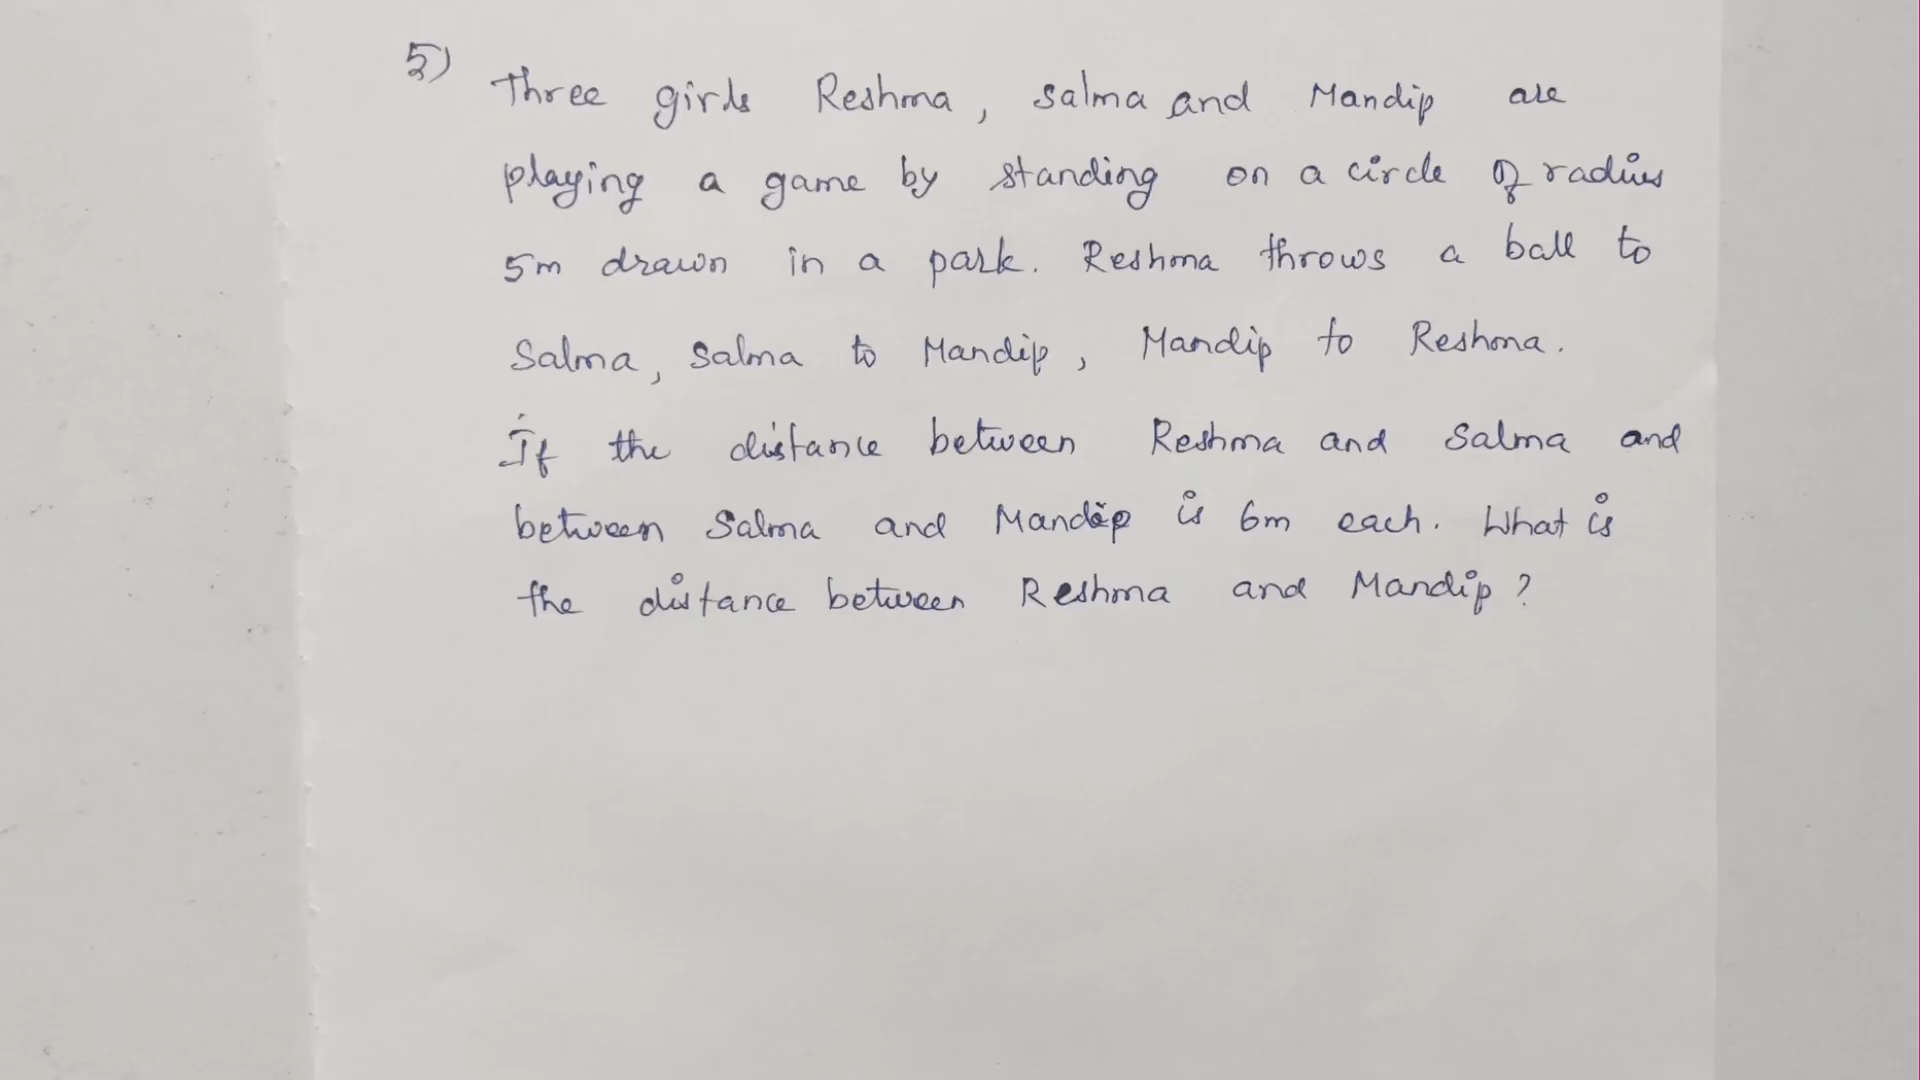 5)
Three girls Reshma, Salma and Mandip are
playing a game by standing on a circle of radius
5m drawn in a park. Reshma throws a ball to
Salma, Salma to Mandip, Mandip to Reshma.
If the distance between Reshma and Salma and
between Salma and Mandip is 6m each. What is
the distance between Reshma and Mandip?